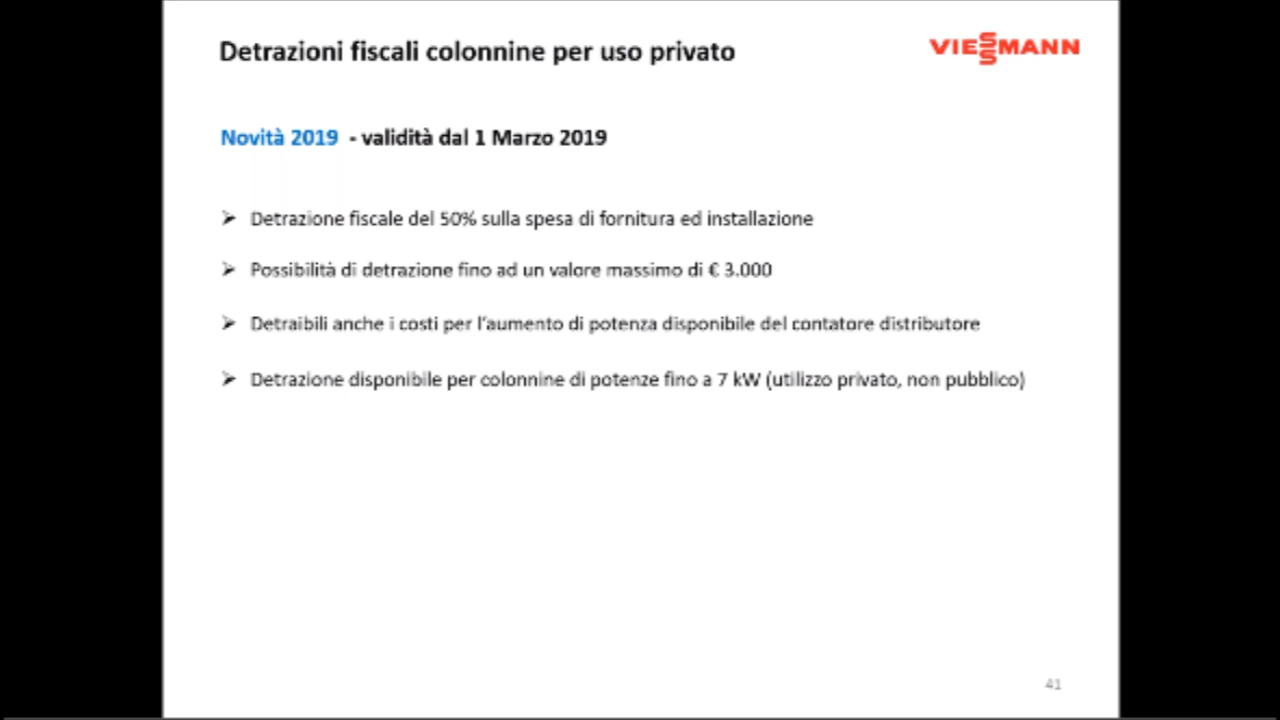 Detrazioni fiscali colonnine per uso privato
VIESSMANN
Novità 2019 - validità dal 1 Marzo 2019
➢ Detrazione fiscale del 50% sulla spesa di fornitura ed installazione
➢ Possibilità di detrazione fino ad un valore massimo di € 3.000
➢ Detraibili anche i costi per l'aumento di potenza disponibile del contatore distributore
➢ Detrazione disponibile per colonnine di potenze fino a 7 kW (utilizzo privato, non pubblico)
41